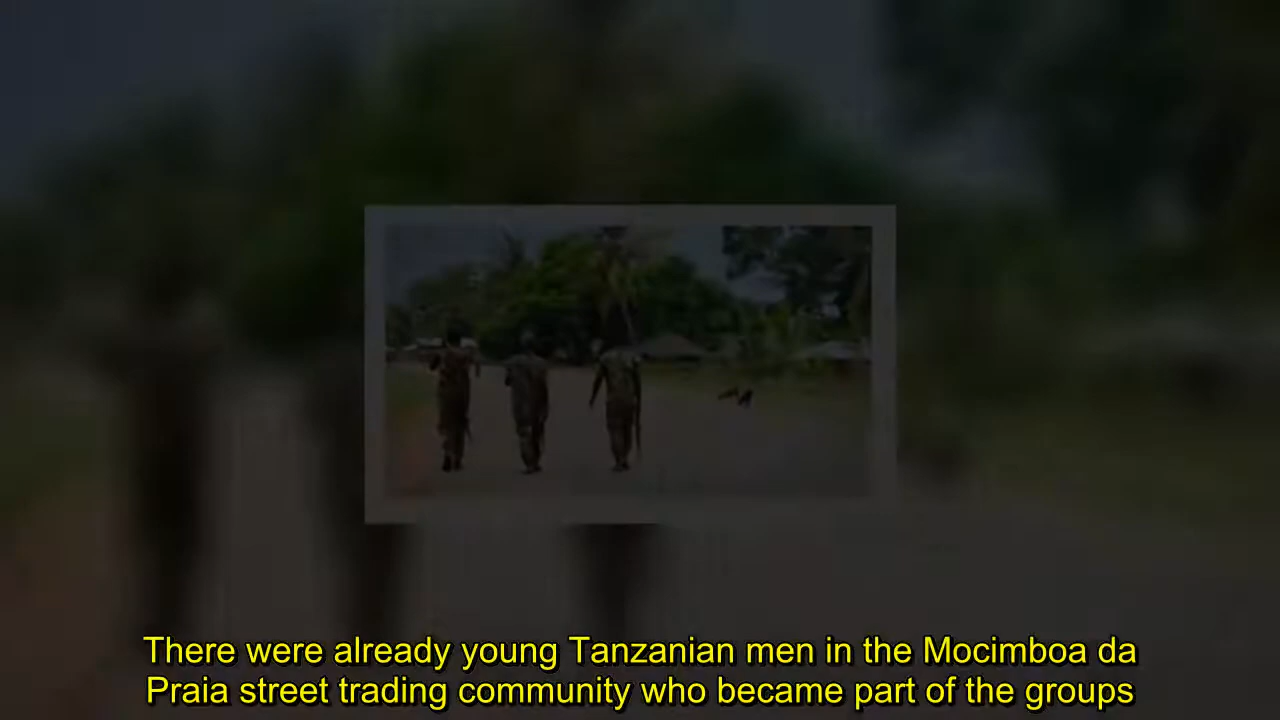 There were already young Tanzanian men in the Mocimboa da
Praia street trading community who became part of the groups